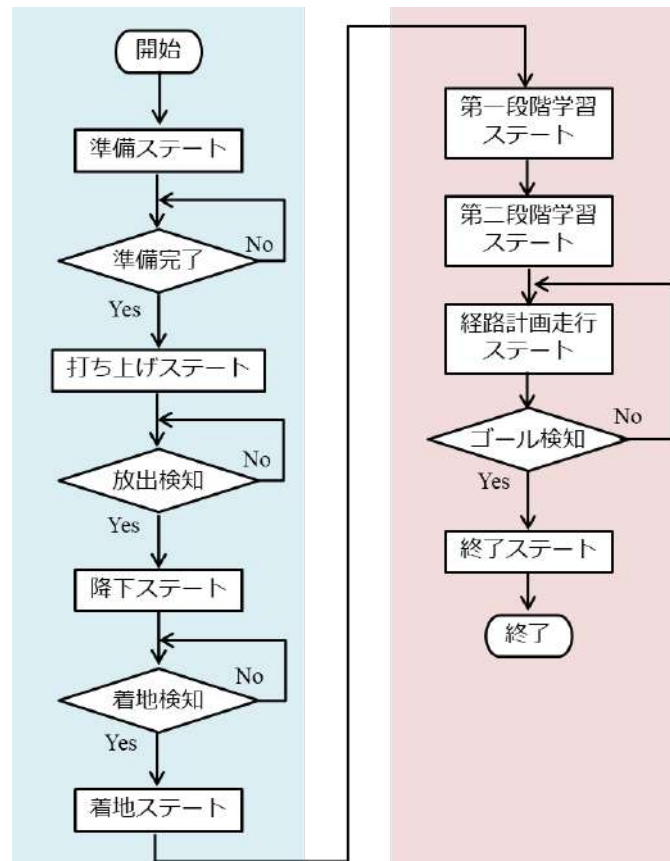 開始
準備ステート
準備完了
No
Yes
打ち上げステート
放出検知
No
Yes
降下ステート
着地検知
No
Yes
着地ステート
第一段階学習
ステート
第二段階学習
ステート
経路計画走行
ステート
ゴール検知
No
Yes
終了ステート
終了